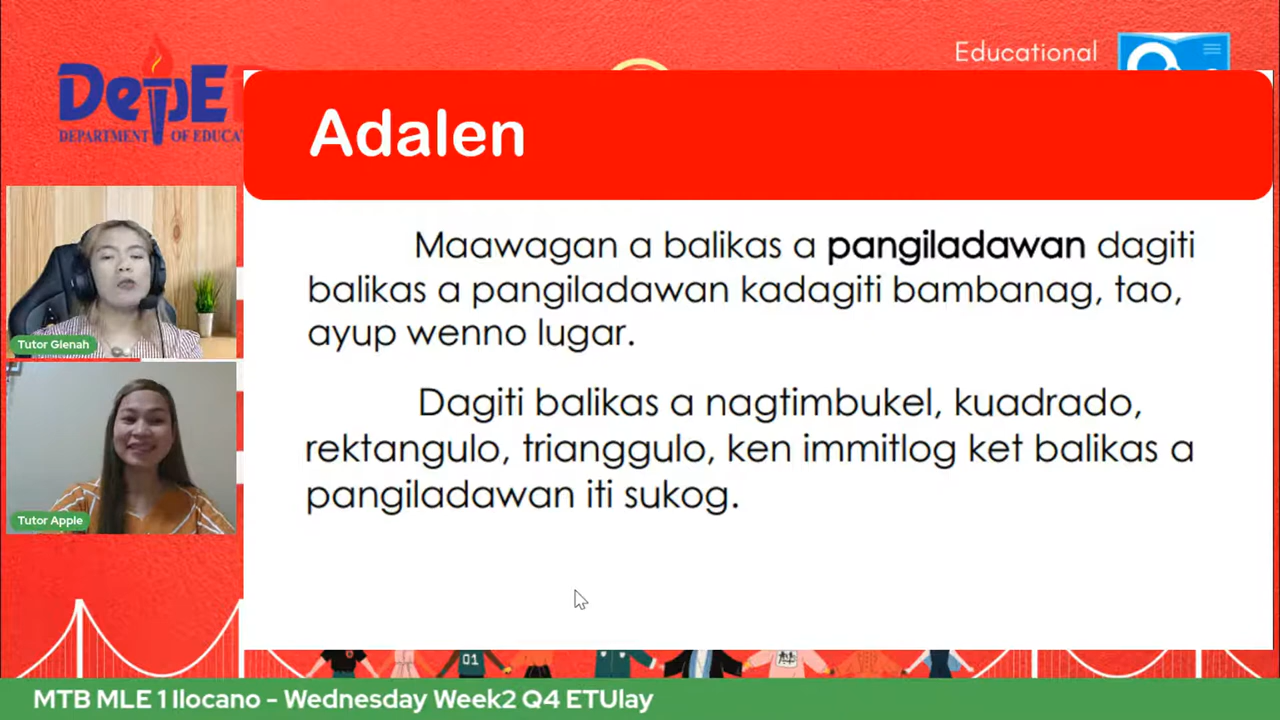 Educational
DepE
DEPARTMENT OF EDUCA
Adalen
Maawagan a balikas a pangiladawan dagiti
balikas a pangiladawan kadagiti bambanag, tao,
ayup wenno lugar.
Dagiti balikas a nagtimbukel, kuadrado,
rektangulo, trianggulo, ken immitlog ket balikas a
pangiladawan iti sukog.
Tutor Glenah
Tutor Apple
01
MTB MLE 1 Ilocano - Wednesday Week2 Q4 ETUlay